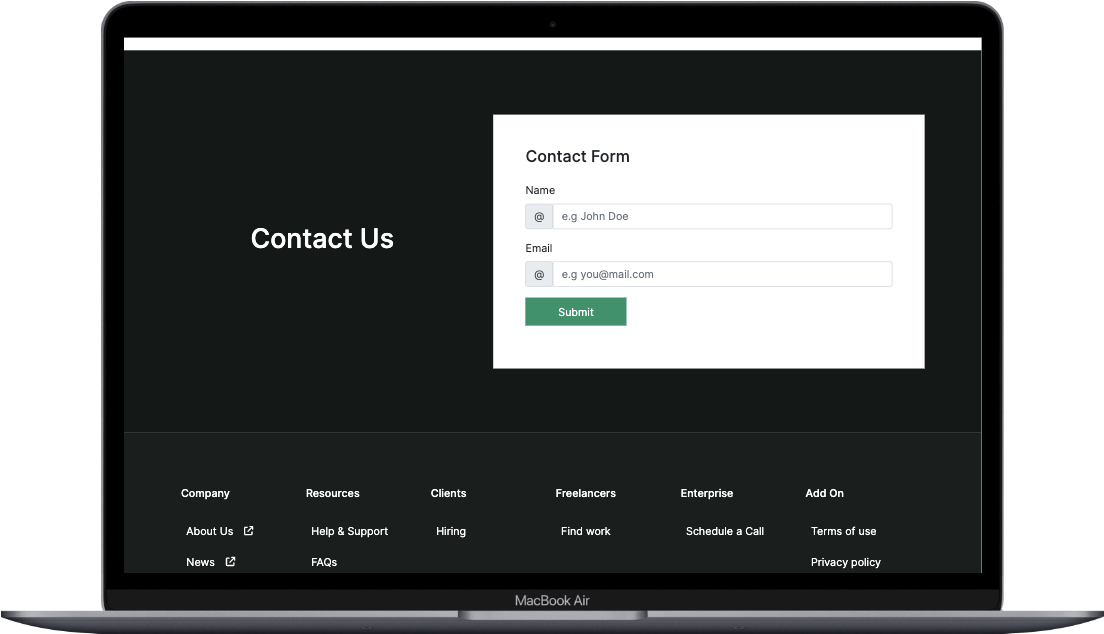 Contact Us
Contact Form
Name
@ e.g John Doe
Email
@ e.g you@mail.com
Submit
Company Resources Clients Freelancers Enterprise Add On
About Us Help & Support Hiring Find work Schedule a Call Terms of use
News FAQs Privacy policy
MacBook Air